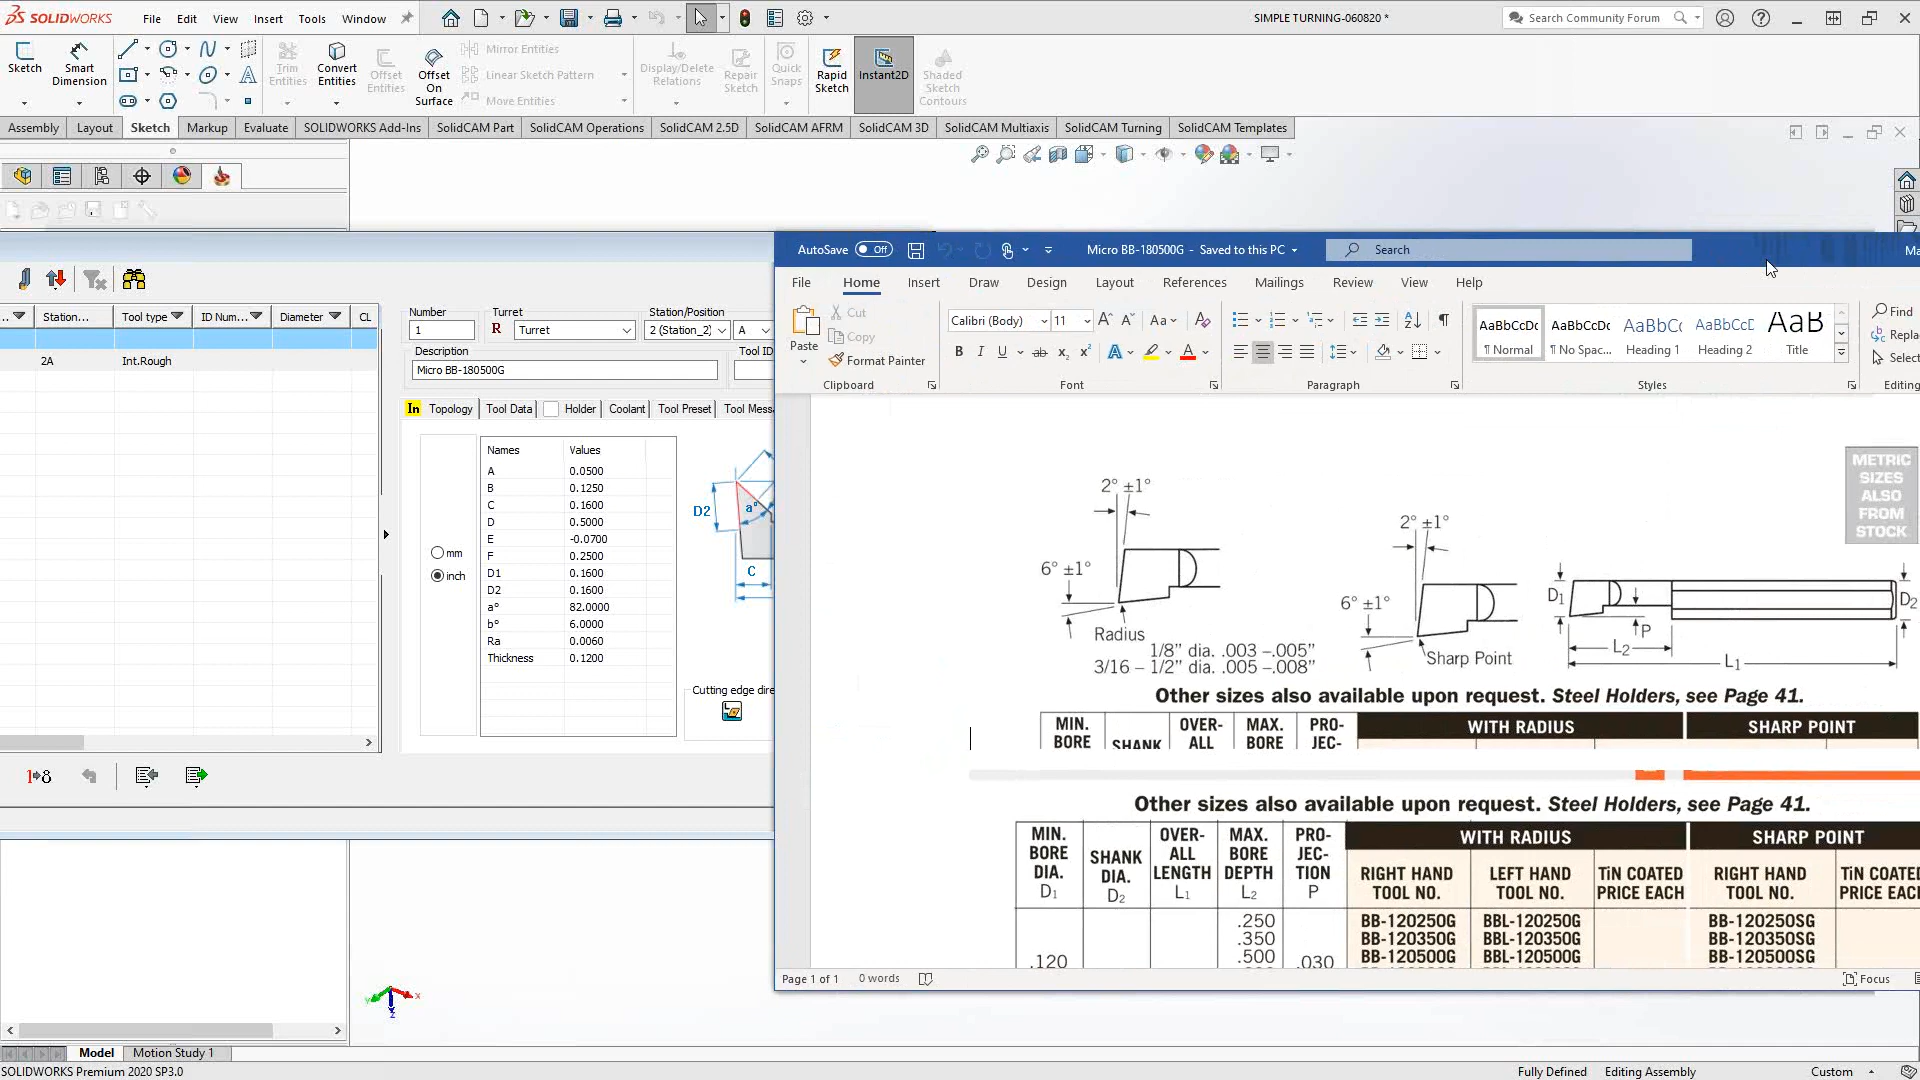 SOLIDWORKS File Edit View Insert Tools Window SIMPLE TURNING-060820 * Search Community Forum
Sketch Smart Dimension Trim Entities Convert Entities Offset Entities Offset On Surface Mirror Entities Linear Sketch Pattern Move Entities Display/Delete Relations Repair Sketch Quick Snaps Rapid Sketch Instant2D Shaded Sketch Contours
Assembly Layout Sketch Markup Evaluate SOLIDWORKS Add-Ins SolidCAM Part SolidCAM Operations SolidCAM 2.5D SolidCAM AFRM SolidCAM 3D SolidCAM Multiaxis SolidCAM Turning SolidCAM Templates
Station... Tool type ID Num... Diameter CL
2A Int.Rough
Number Turret Station/Position
1 R Turret 2 (Station_2) A
Description Tool ID
Micro BB-180500G
In Topology Tool Data Holder Coolant Tool Preset Tool Mess
Names Values
A 0.0500
B 0.1250
C 0.1600
D 0.5000
E -0.0700
F 0.2500
D1 0.1600
D2 0.1600
a° 82.0000
b° 6.0000
Ra 0.0060
Thickness 0.1200
mm
inch
D2 a°
C
Cutting edge dire
AutoSave Off Micro BB-180500G - Saved to this PC Search Ma
File Home Insert Draw Design Layout References Mailings Review View Help
Paste Cut Copy Format Painter Clipboard
Calibri (Body) 11 Aa
B I U ab x₂ x² A A Font
Paragraph
AaBbCcDc ¶ Normal AaBbCcDc ¶ No Spac... AaBbCc Heading 1 AaBbCcD Heading 2 AaB Title Styles
Find Repla Select Editing
METRIC
SIZES
ALSO
FROM
STOCK
2° ±1°
6° ±1°
Radius
1/8” dia. .003 –.005”
3/16 – 1/2” dia. .005 –.008”
2° ±1°
6° ±1°
Sharp Point
D1 D2
P
L2
L1
Other sizes also available upon request. Steel Holders, see Page 41.
MIN. BORE SHANK OVER-ALL MAX. BORE PRO-JEC- WITH RADIUS SHARP POINT
Other sizes also available upon request. Steel Holders, see Page 41.
MIN. BORE DIA. D1 SHANK DIA. D2 OVER-ALL LENGTH L1 MAX. BORE DEPTH L2 PRO-JEC-TION P WITH RADIUS SHARP POINT
RIGHT HAND TOOL NO. LEFT HAND TOOL NO. TiN COATED PRICE EACH RIGHT HAND TOOL NO. TiN COATED PRICE EACH
.250 BB-120250G BBL-120250G BB-120250SG
.350 BB-120350G BBL-120350G BB-120350SG
.120 .500 .030 BB-120500G BBL-120500G BB-120500SG
Page 1 of 1 0 words Focus
Model Motion Study 1
SOLIDWORKS Premium 2020 SP3.0 Fully Defined Editing Assembly Custom